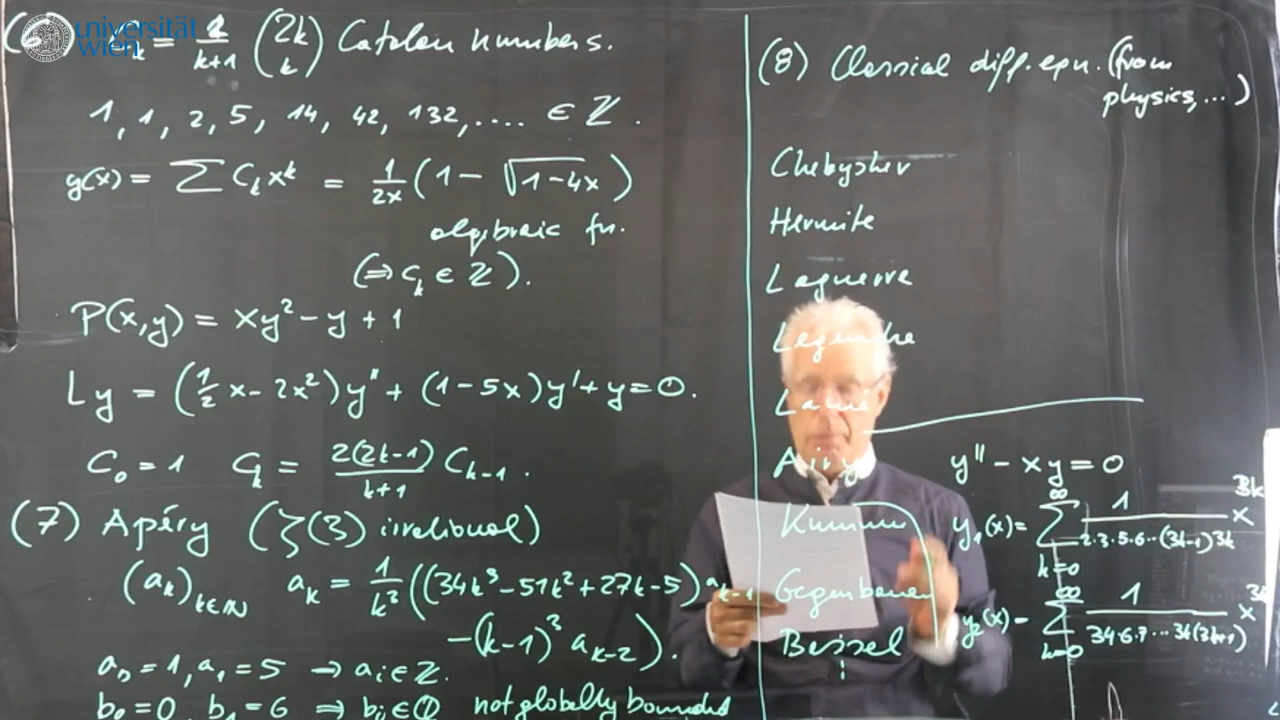 universität
wien
(6) C_k = 1/(k+1) (2k k) Catalan numbers.
1, 1, 2, 5, 14, 42, 132, .... ∈ ℤ.
g(x) = ∑ C_k x^k = 1/(2x) (1 - √(1-4x))
algebraic fn.
(⇒ C_k ∈ ℤ).
P(x,y) = xy² - y + 1
Ly = (1/2 x - 2x²)y'' + (1-5x)y' + y = 0.
C_0 = 1 C_k = 2(2k-1)/(k+1) C_{k-1}.
(7) Apéry (ζ(3) irrational)
(a_k)_{k∈ℕ} a_k = 1/k³ ((34k³ - 51k² + 27k - 5) a_{k-1}
-(k-1)³ a_{k-2}).
a_0 = 1, a_1 = 5 → a_i ∈ ℤ.
b_0 = 0, b_1 = 6 ⇒ b_i ∈ ℚ not globally bounded
(8) Classical diff. eqn. (from
physics, ...)
Chebyshev
Hermite
Laguerre
Legendre
Lamé
Airy y'' - xy = 0
Kummer y_1(x) = ∑_{k=0}^∞ 1/(2·3·5·6··(3k-1)3k) x^{3k}
Gegenbauer y_2(x) = ∑_{k=0}^∞ 1/(3·4·6·7···3k(3k+1)) x^3
Bessel